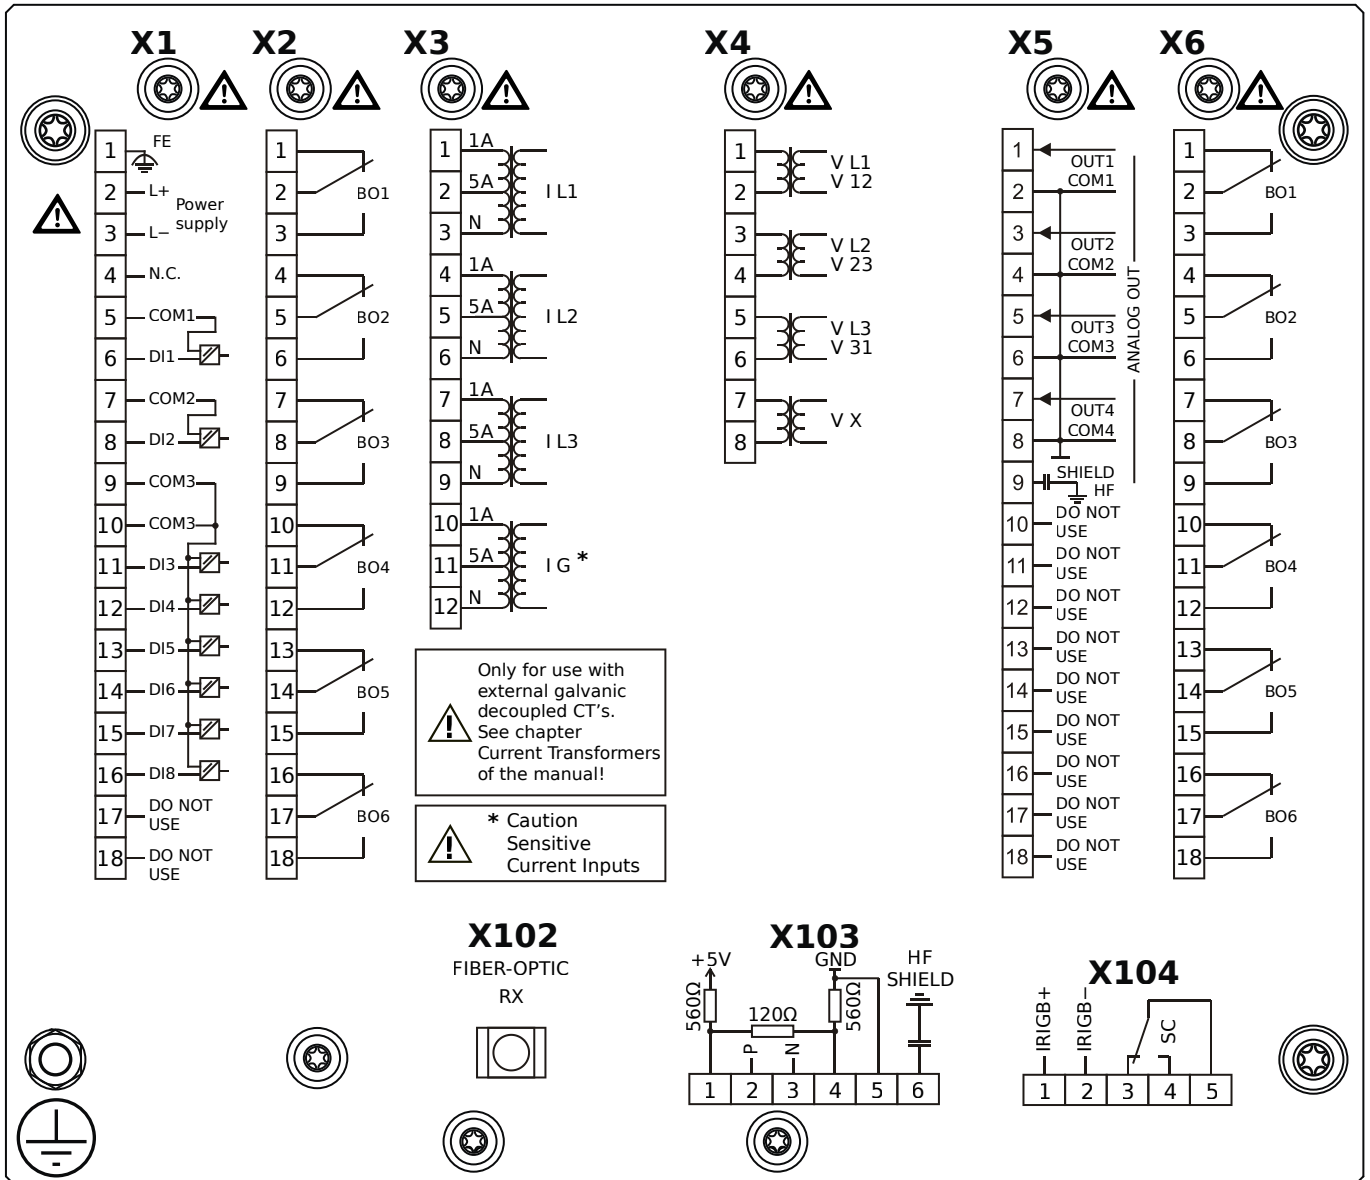 X1 X2 X3 X4 X5 X6
1 FE
2 L+
Power
supply
3 L−
4 N.C.
5 COM1
6 DI1
7 COM2
8 DI2
9 COM3
10 COM3
11 DI3
12 DI4
13 DI5
14 DI6
15 DI7
16 DI8
17 DO NOT
USE
18 DO NOT
USE
1
2 BO1
3
4
5 BO2
6
7
8 BO3
9
10
11 BO4
12
13
14 BO5
15
16
17 BO6
18
1 1A
2 5A I L1
3 N
4 1A
5 5A I L2
6 N
7 1A
8 5A I L3
9 N
10 1A
11 5A I G *
12 N
Only for use with
external galvanic
decoupled CT's.
See chapter
Current Transformers
of the manual!
* Caution
Sensitive
Current Inputs
1 V L1
2 V 12
3 V L2
4 V 23
5 V L3
6 V 31
7 V X
8
1 OUT1
2 COM1
3 OUT2
4 COM2
5 OUT3
6 COM3
7 OUT4
8 COM4
ANALOG OUT
9 SHIELD
HF
10 DO NOT
USE
11 DO NOT
USE
12 DO NOT
USE
13 DO NOT
USE
14 DO NOT
USE
15 DO NOT
USE
16 DO NOT
USE
17 DO NOT
USE
18 DO NOT
USE
1
2 BO1
3
4
5 BO2
6
7
8 BO3
9
10
11 BO4
12
13
14 BO5
15
16
17 BO6
18
X102
FIBER-OPTIC
RX
X103
+5V GND HF
SHIELD
560Ω 120Ω 560Ω
P N
1 2 3 4 5 6
X104
IRIGB+ IRIGB− SC
1 2 3 4 5